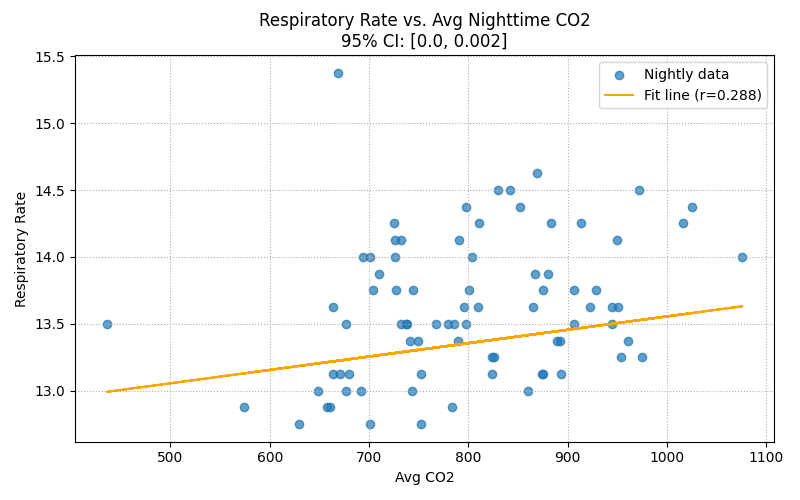 Respiratory Rate vs. Avg Nighttime CO2
95% CI: [0.0, 0.002]
Nightly data
Fit line (r=0.288)
Respiratory Rate
15.5
15.0
14.5
14.0
13.5
13.0
500 600 700 800 900 1000 1100
Avg CO2